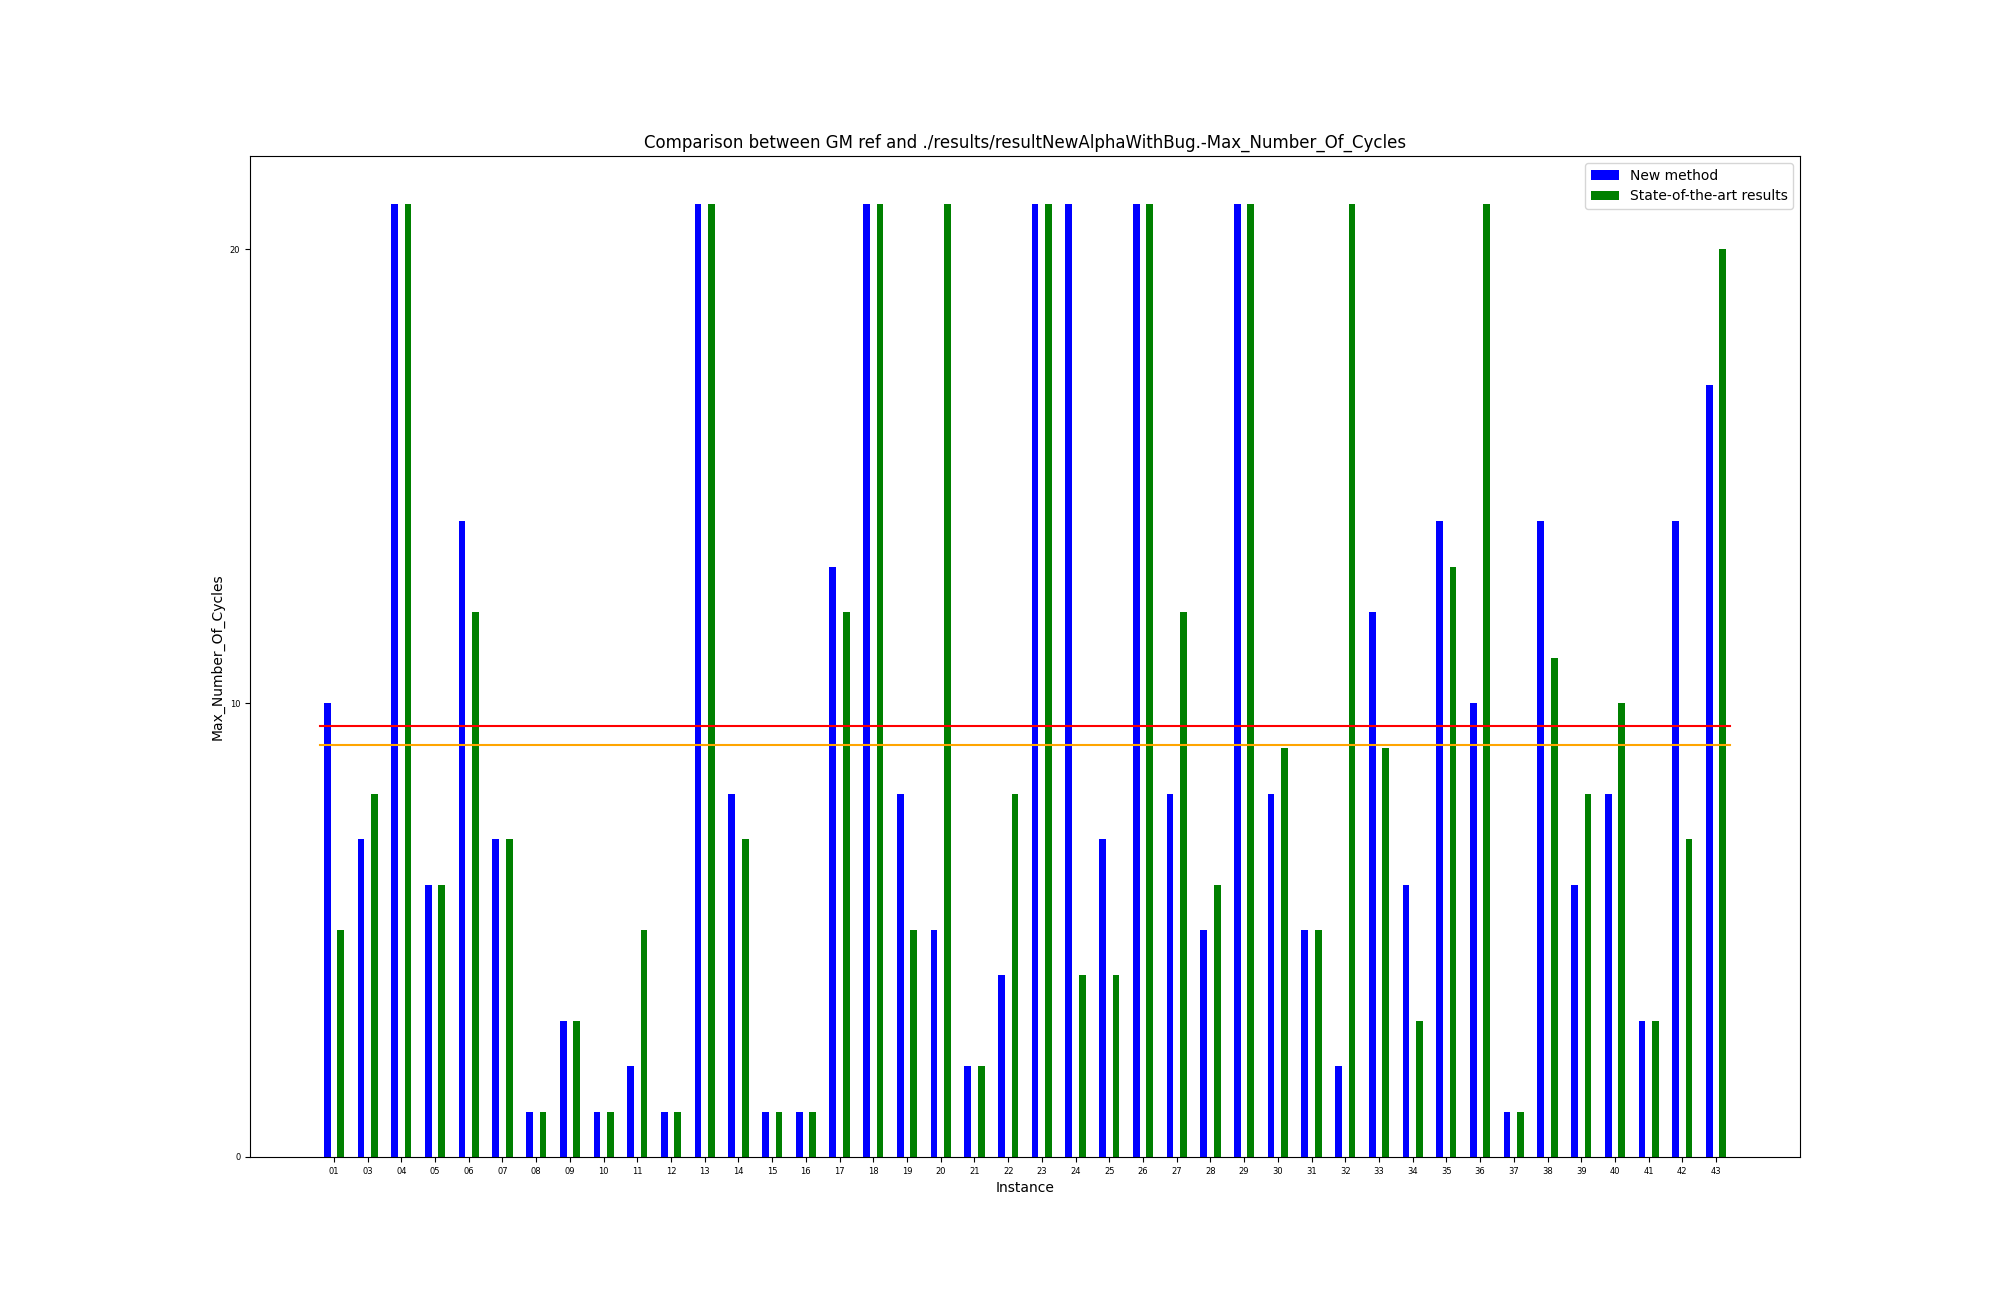 Comparison between GM ref and ./results/resultNewAlphaWithBug.-Max_Number_Of_Cycles
New method
State-of-the-art results
20
10
0
Max_Number_Of_Cycles
01 03 04 05 06 07 08 09 10 11 12 13 14 15 16 17 18 19 20 21 22 23 24 25 26 27 28 29 30 31 32 33 34 35 36 37 38 39 40 41 42 43
Instance